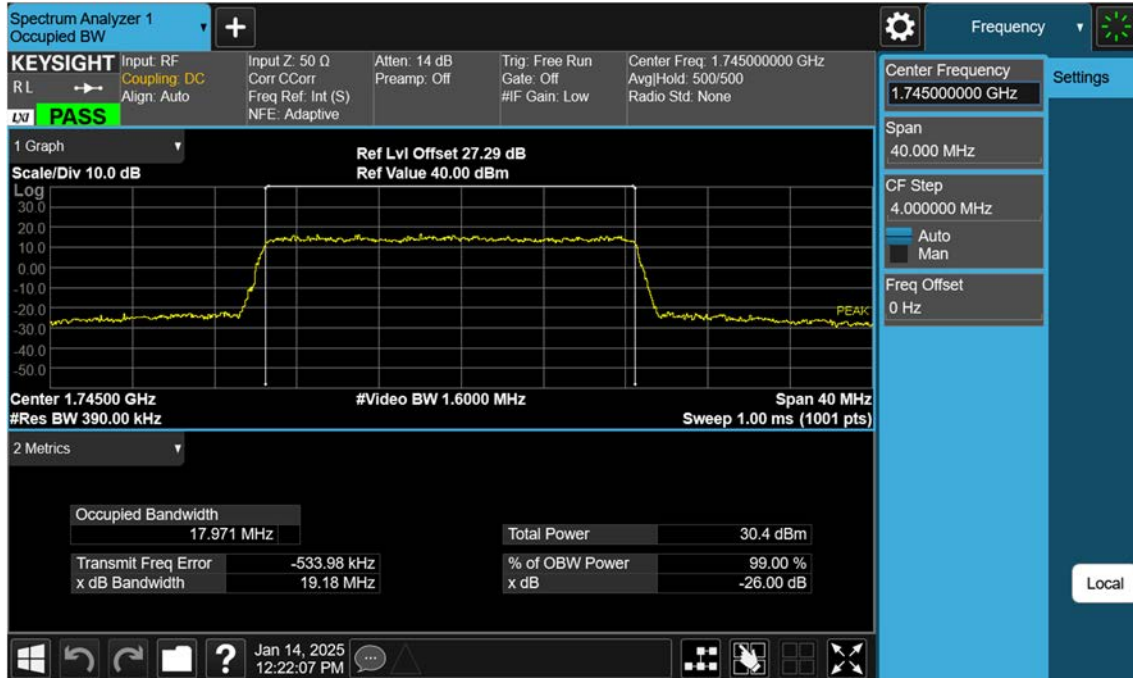 Spectrum Analyzer 1
Occupied BW
Frequency
KEYSIGHT
R L
LXI PASS
Input: RF
Coupling: DC
Align: Auto
Input Z: 50 Ω
Corr CCorr
Freq Ref: Int (S)
NFE: Adaptive
Atten: 14 dB
Preamp: Off
Trig: Free Run
Gate: Off
#IF Gain: Low
Center Freq: 1.745000000 GHz
Avg|Hold: 500/500
Radio Std: None
1 Graph
Scale/Div 10.0 dB
Ref Lvl Offset 27.29 dB
Ref Value 40.00 dBm
Log
30.0
20.0
10.0
0.00
-10.0
-20.0
-30.0
-40.0
-50.0
PEAK
Center 1.74500 GHz
#Res BW 390.00 kHz
#Video BW 1.6000 MHz
Span 40 MHz
Sweep 1.00 ms (1001 pts)
2 Metrics
Occupied Bandwidth
17.971 MHz
Transmit Freq Error -533.98 kHz
x dB Bandwidth 19.18 MHz
Total Power 30.4 dBm
% of OBW Power 99.00 %
x dB -26.00 dB
Center Frequency
1.745000000 GHz
Span
40.000 MHz
CF Step
4.000000 MHz
Auto
Man
Freq Offset
0 Hz
Settings
Local
?
Jan 14, 2025
12:22:07 PM